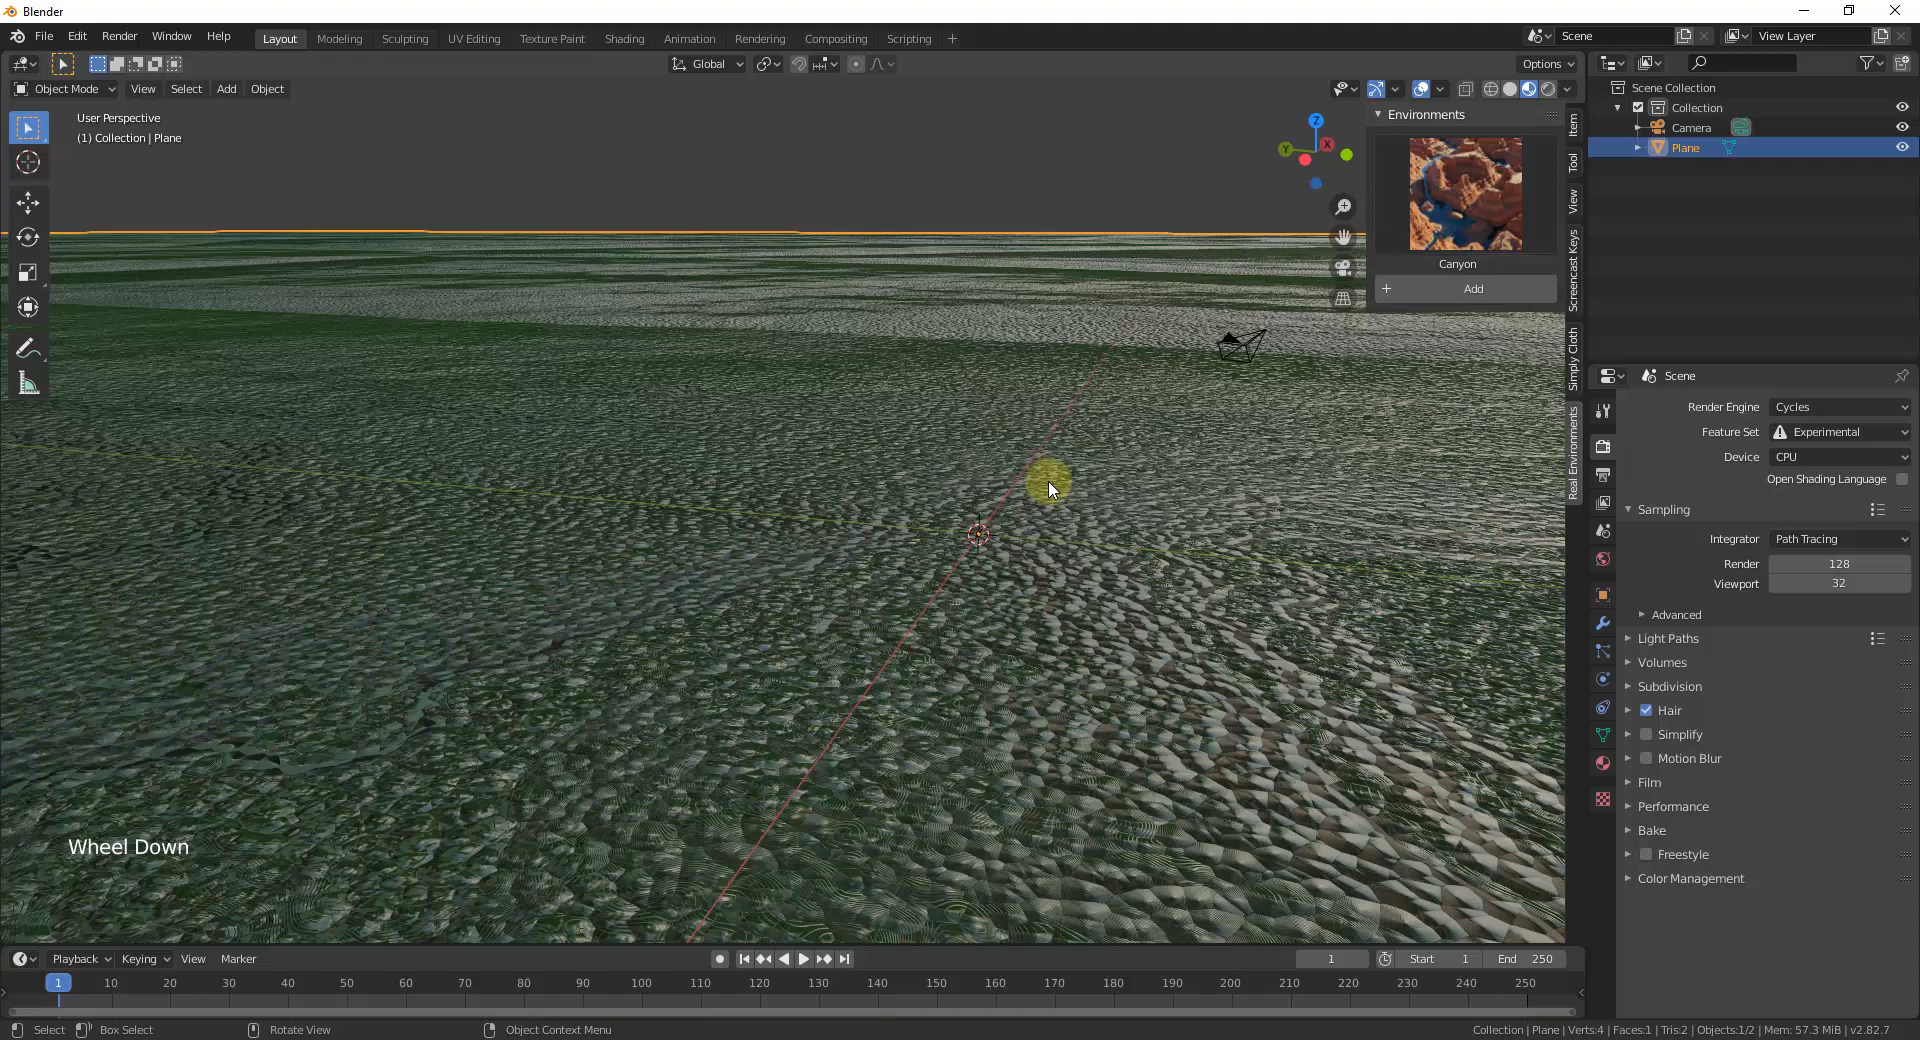 Blender
File Edit Render Window Help
Layout Modeling Sculpting UV Editing Texture Paint Shading Animation Rendering Compositing Scripting +
Scene
View Layer
Global
Options
Object Mode View Select Add Object
User Perspective
(1) Collection | Plane
Z
Y
X
Environments
Canyon
+ Add
Item
Tool
View
Screencast Keys
Simply Cloth
Real Environments
Scene Collection
Collection
Camera
Plane
Scene
Render Engine Cycles
Feature Set Experimental
Device CPU
Open Shading Language
Sampling
Integrator Path Tracing
Render 128
Viewport 32
Advanced
Light Paths
Volumes
Subdivision
Hair
Simplify
Motion Blur
Film
Performance
Bake
Freestyle
Color Management
Wheel Down
Playback Keying View Marker
1 Start 1 End 250
1 10 20 30 40 50 60 70 80 90 100 110 120 130 140 150 160 170 180 190 200 210 220 230 240 250
Select Box Select Rotate View Object Context Menu
Collection | Plane | Verts:4 | Faces:1 | Tris:2 | Objects:1/2 | Mem: 57.3 MiB | v2.82.7